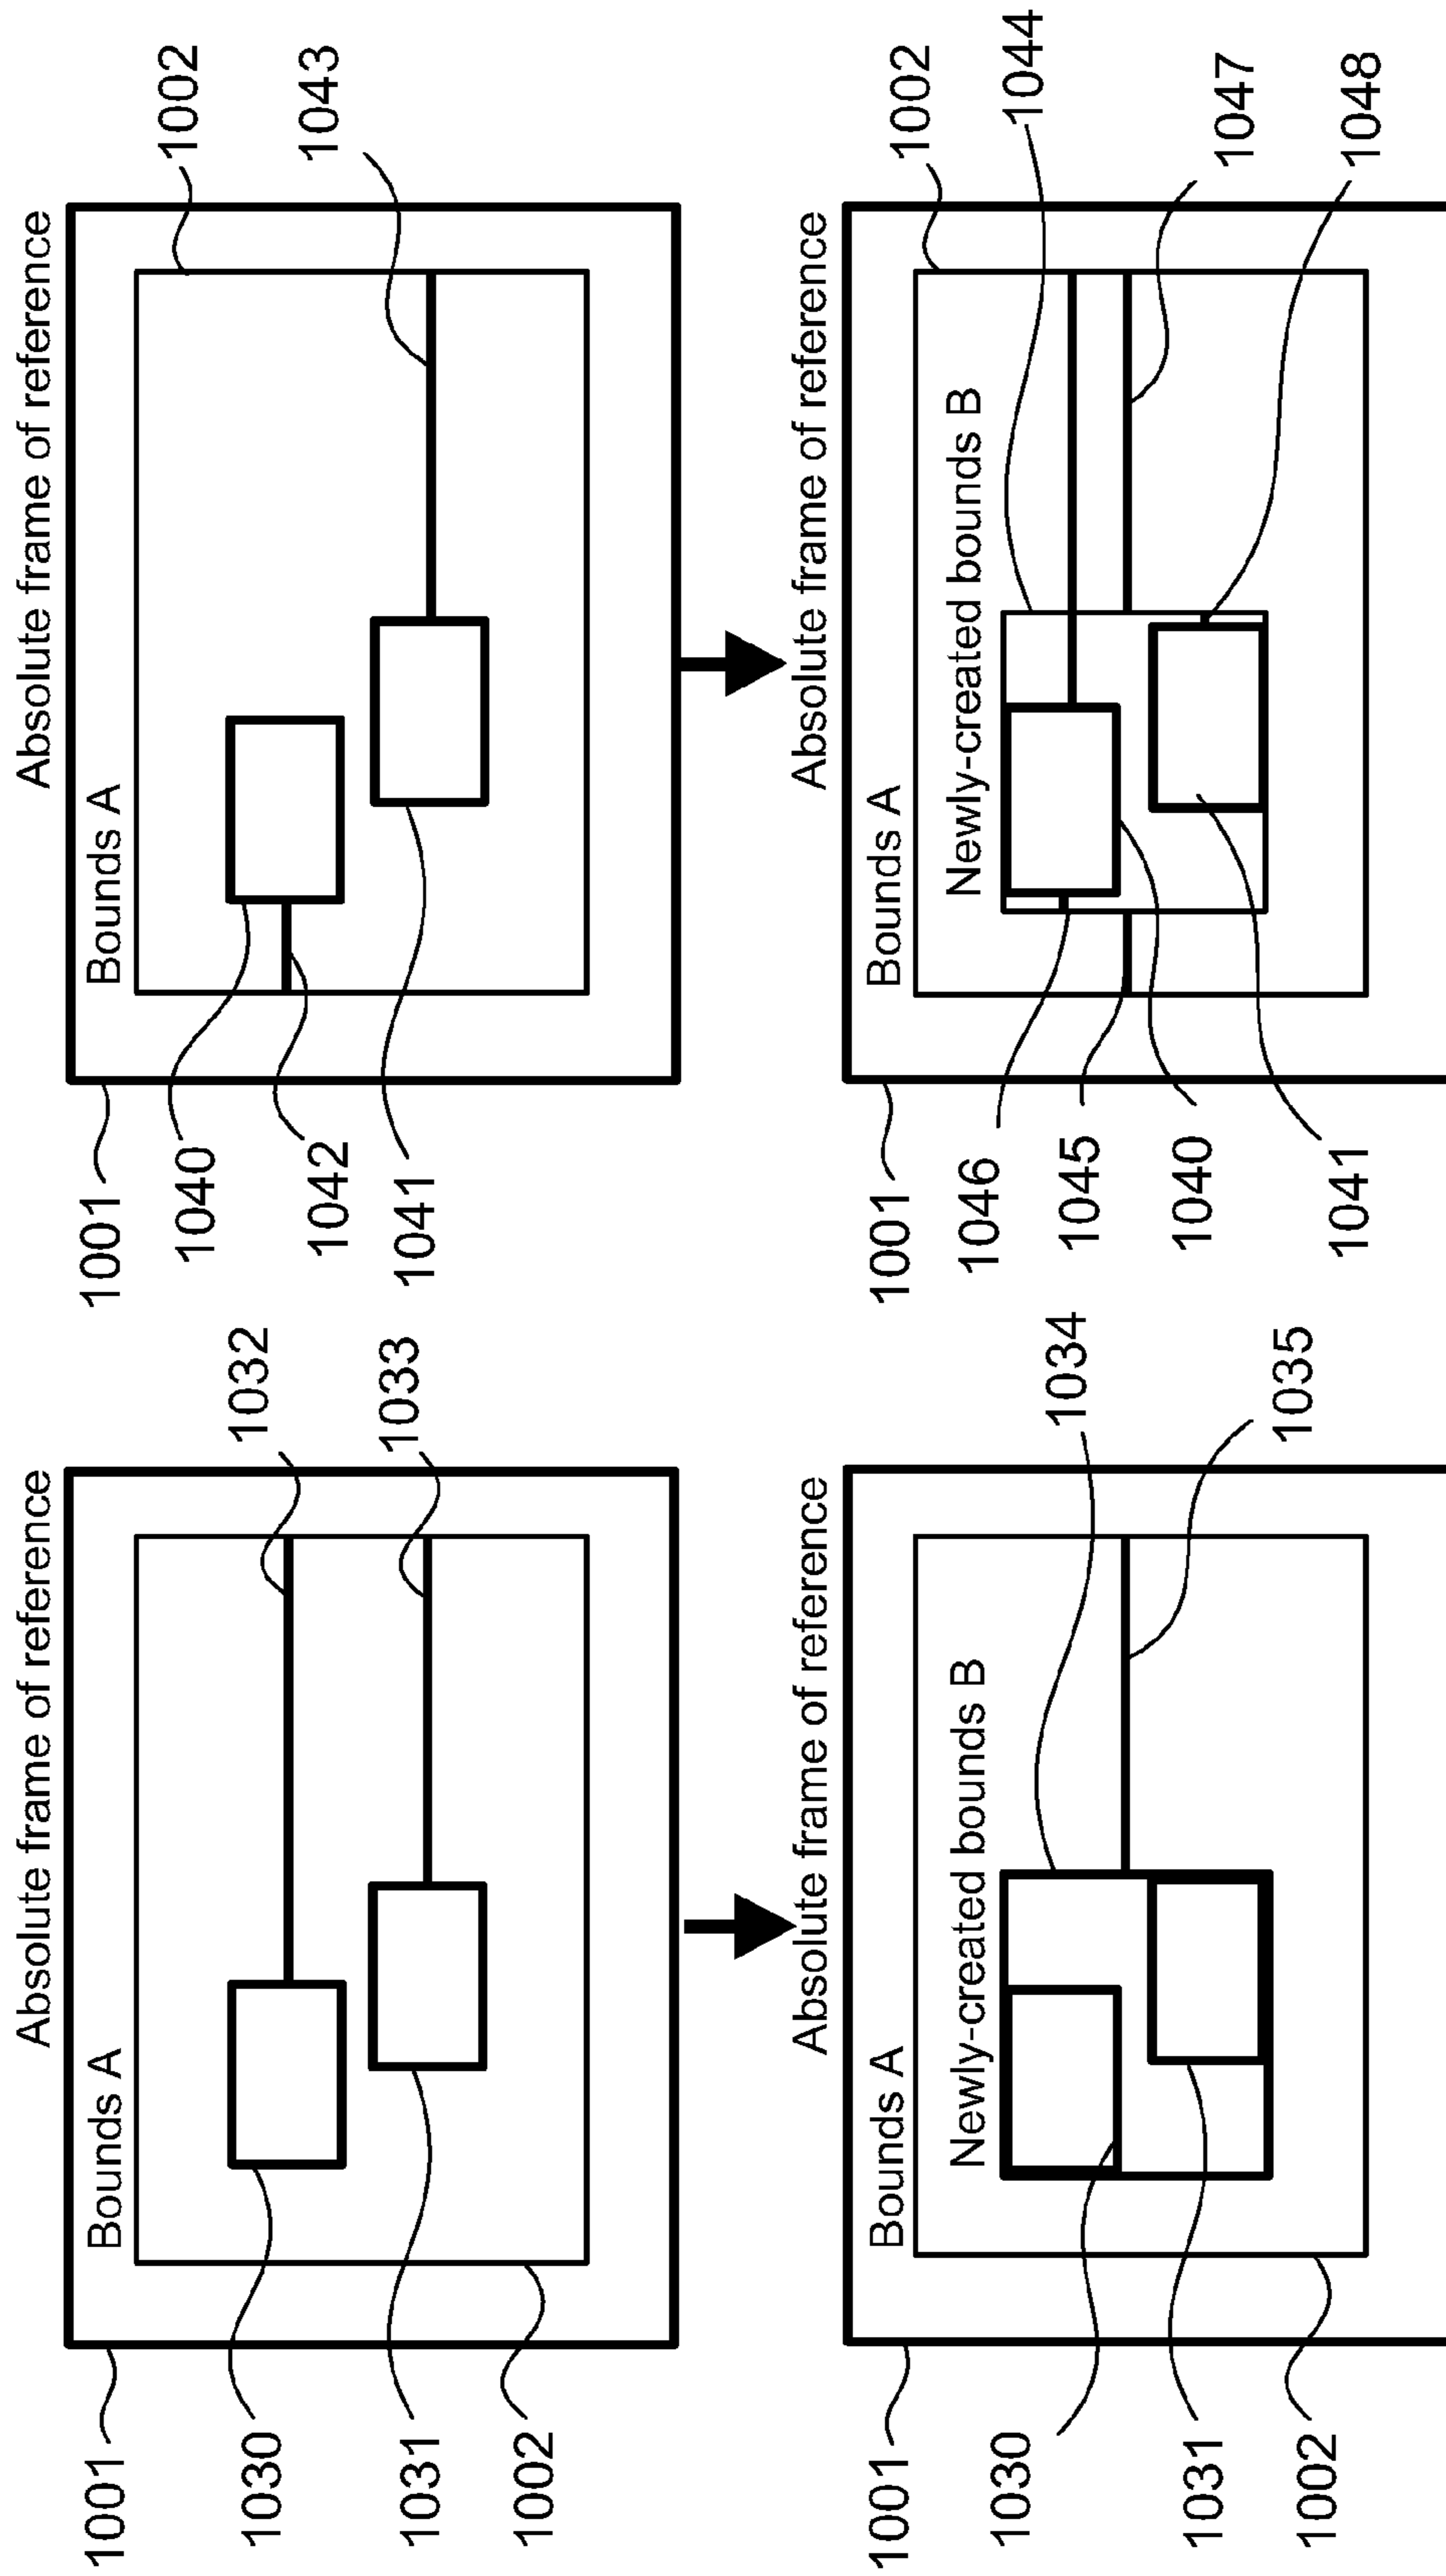 Absolute frame of reference
1001
Bounds A
1032
1030
1033
1031
1002
Absolute frame of reference
1001
Bounds A
1002
1040
1043
1042
1041
Absolute frame of reference
1001
Bounds A
Newly-created bounds B
1030
1034
1031
1035
1002
Absolute frame of reference
1001
Bounds A
1002
Newly-created bounds B
1046
1044
1045
1040
1047
1041
1048